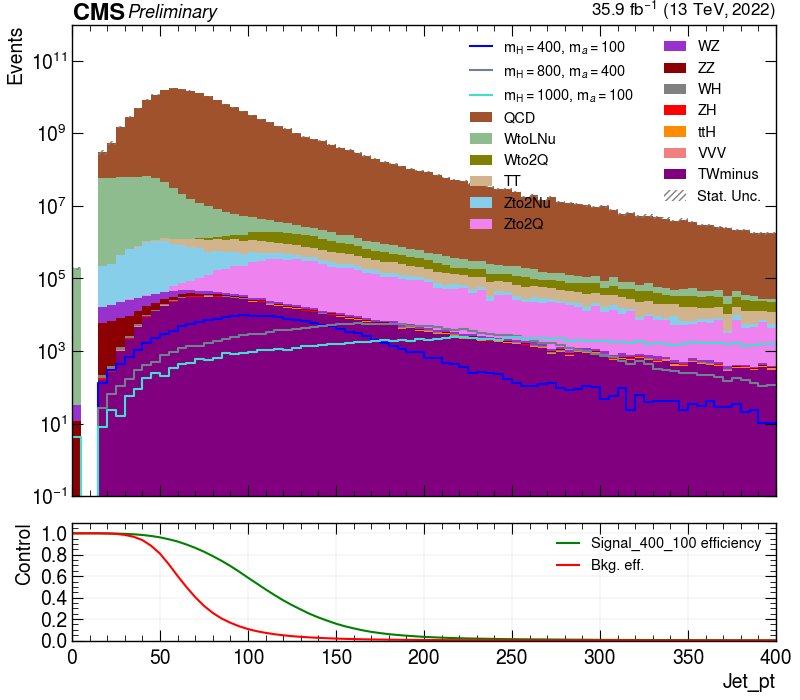 CMS Preliminary
35.9 fb⁻¹ (13 TeV, 2022)
Events
10¹¹
10⁹
10⁷
10⁵
10³
10¹
10⁻¹
m_H = 400, m_a = 100
m_H = 800, m_a = 400
m_H = 1000, m_a = 100
QCD
WtoLNu
Wto2Q
TT
Zto2Nu
Zto2Q
WZ
ZZ
WH
ZH
ttH
VVV
TWminus
Stat. Unc.
Control
1.0
0.8
0.6
0.4
0.2
0.0
Signal_400_100 efficiency
Bkg. eff.
0 50 100 150 200 250 300 350 400
Jet_pt